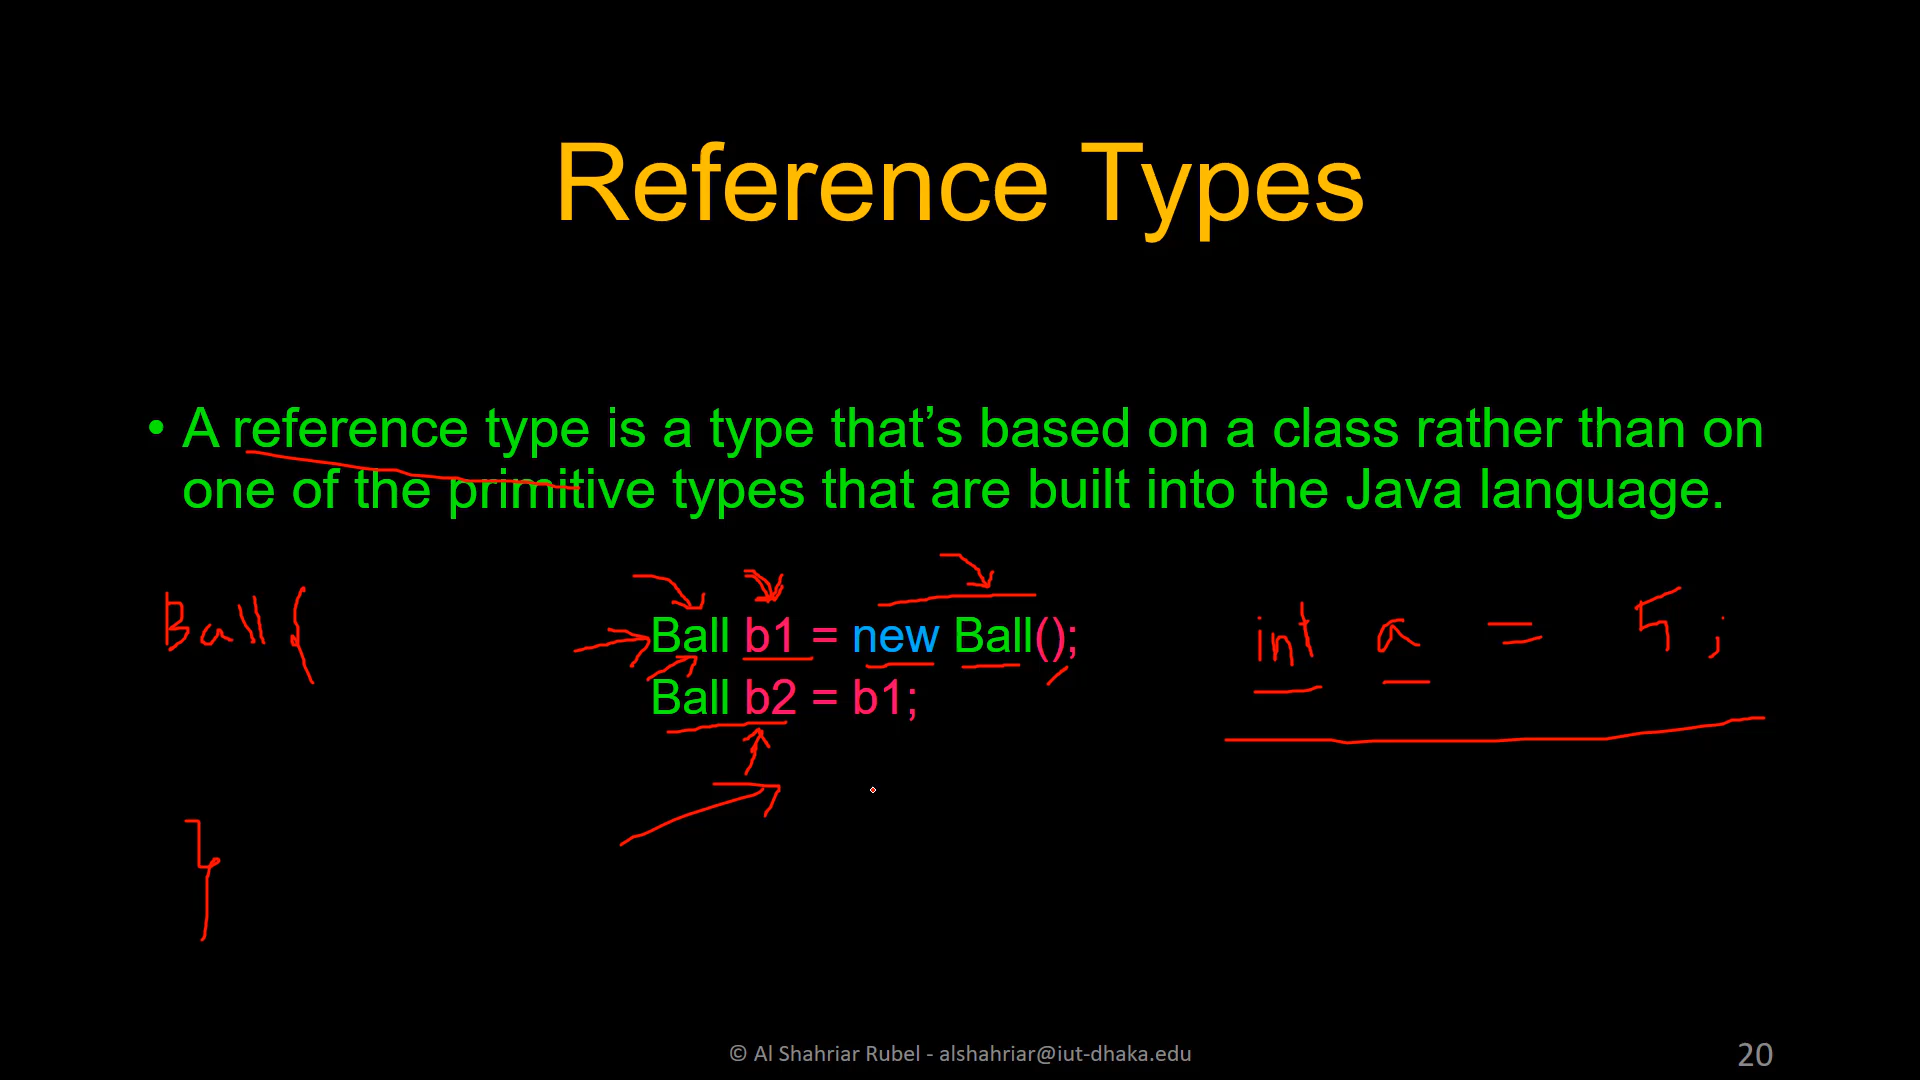 Reference Types
• A reference type is a type that’s based on a class rather than on
one of the primitive types that are built into the Java language.
Ball {
Ball b1 = new Ball();
int a = 5 ;
Ball b2 = b1;
}
© Al Shahriar Rubel - alshahriar@iut-dhaka.edu
20